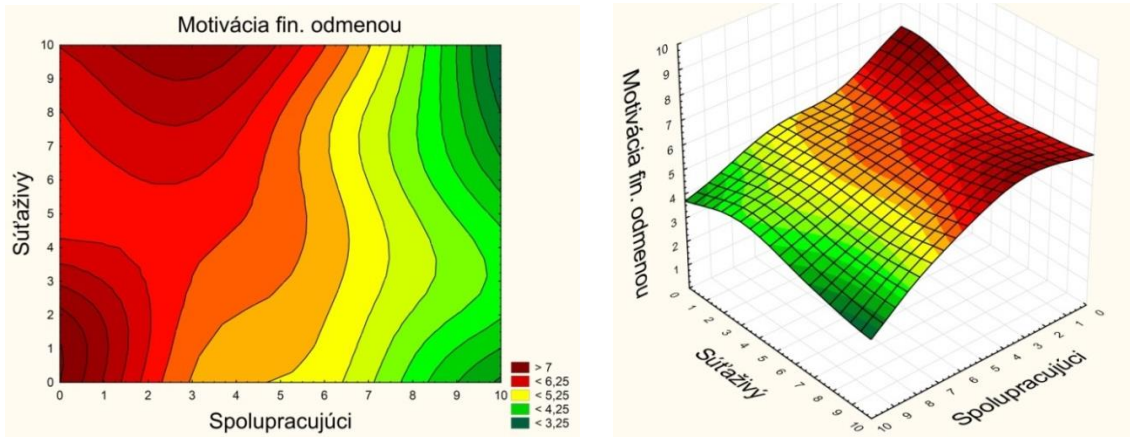 Motivácia fin. odmenou
10
9
8
7
6
5
4
3
2
1
0
Súťaživý
0 1 2 3 4 5 6 7 8 9 10
Spolupracujúci
> 7
< 6,25
< 5,25
< 4,25
< 3,25
10
9
8
7
6
5
4
3
2
1
Motivácia fin. odmenou
0 1 2 3 4 5 6 7 8 9 10
Súťaživý
10 9 8 7 6 5 4 3 2 1 0
Spolupracujúci